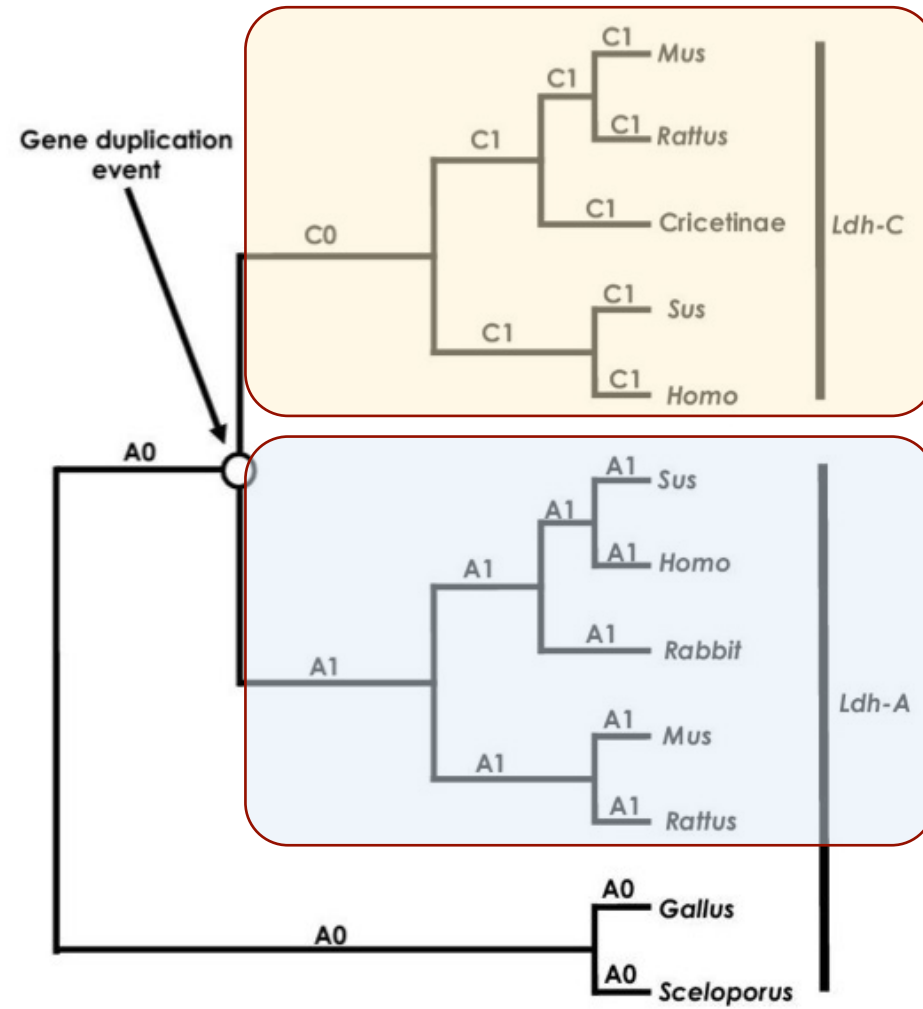 C1
Mus
C1
C1
Rattus
Gene duplication
event
C1
C1
Cricetinae
Ldh-C
C0
C1
Sus
C1
C1
Homo
A0
A1
Sus
A1
A1
Homo
A1
A1
Rabbit
A1
Ldh-A
A1
Mus
A1
A1
Rattus
A0
Gallus
A0
A0
Sceloporus